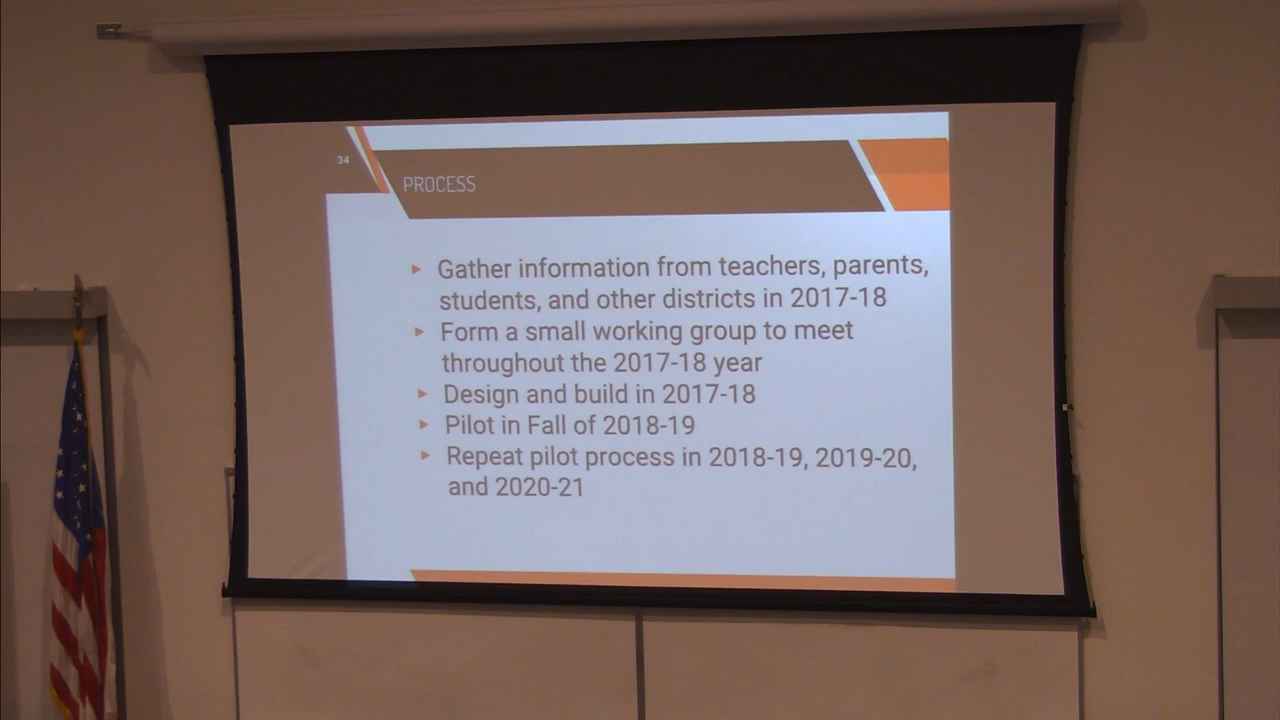 34
PROCESS
Gather information from teachers, parents,
students, and other districts in 2017-18
Form a small working group to meet
throughout the 2017-18 year
Design and build in 2017-18
Pilot in Fall of 2018-19
Repeat pilot process in 2018-19, 2019-20,
and 2020-21